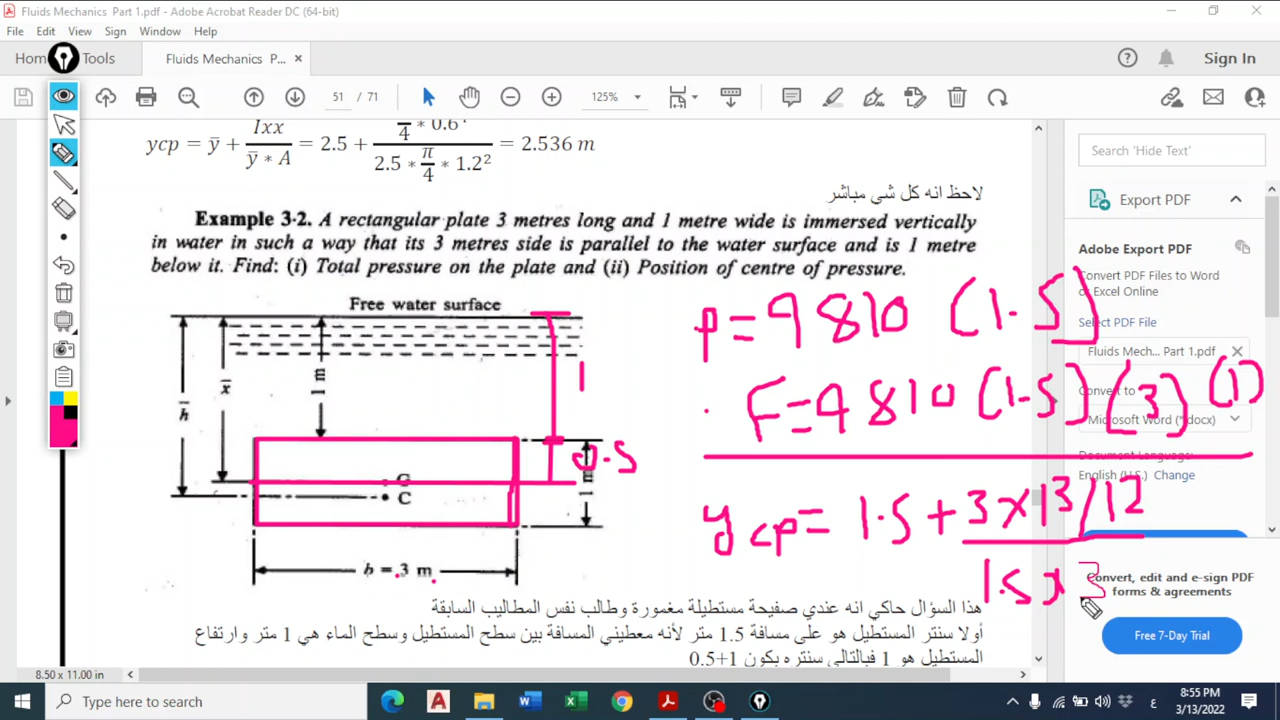 Fluids Mechanics Part 1.pdf - Adobe Acrobat Reader DC (64-bit)
File Edit View Sign Window Help
Hom Tools Fluids Mechanics P... ×
Sign In
51 / 71 125%
ycp = ȳ + Ixx / ȳ * A = 2.5 + π/4 * 0.6⁴ / 2.5 * π/4 * 1.2² = 2.536 m
لاحظ انه كل شي مباشر
Example 3·2. A rectangular plate 3 metres long and 1 metre wide is immersed vertically
in water in such a way that its 3 metres side is parallel to the water surface and is 1 metre
below it. Find: (i) Total pressure on the plate and (ii) Position of centre of pressure.
Free water surface
h̄
x̄
1 m
1
0.5
G
C
1 m
b = 3 m
P = 9810 (1.5)
F = 9810 (1.5) (3) (1)
ycp = 1.5 + 3×1³/12
1.5 × 3
هذا السؤال حاكي انه عندي صفيحة مستطيلة مغمورة وطالب نفس المطاليب السابقة
أولا سنتر المستطيل هو على مسافة 1.5 متر لأنه معطيني المسافة بين سطح المستطيل وسطح الماء هي 1 متر وارتفاع
المستطيل هو 1 فبالتالي سنتره بكون 1+0.5
8.50 x 11.00 in
Search 'Hide Text'
Export PDF
Adobe Export PDF
Convert PDF Files to Word
or Excel Online
Select PDF File
Fluids Mech... Part 1.pdf
Convert to
Microsoft Word (*.docx)
Document Language:
English (U.S.) Change
Convert, edit and e-sign PDF
forms & agreements
Free 7-Day Trial
Type here to search
ع
8:55 PM
3/13/2022